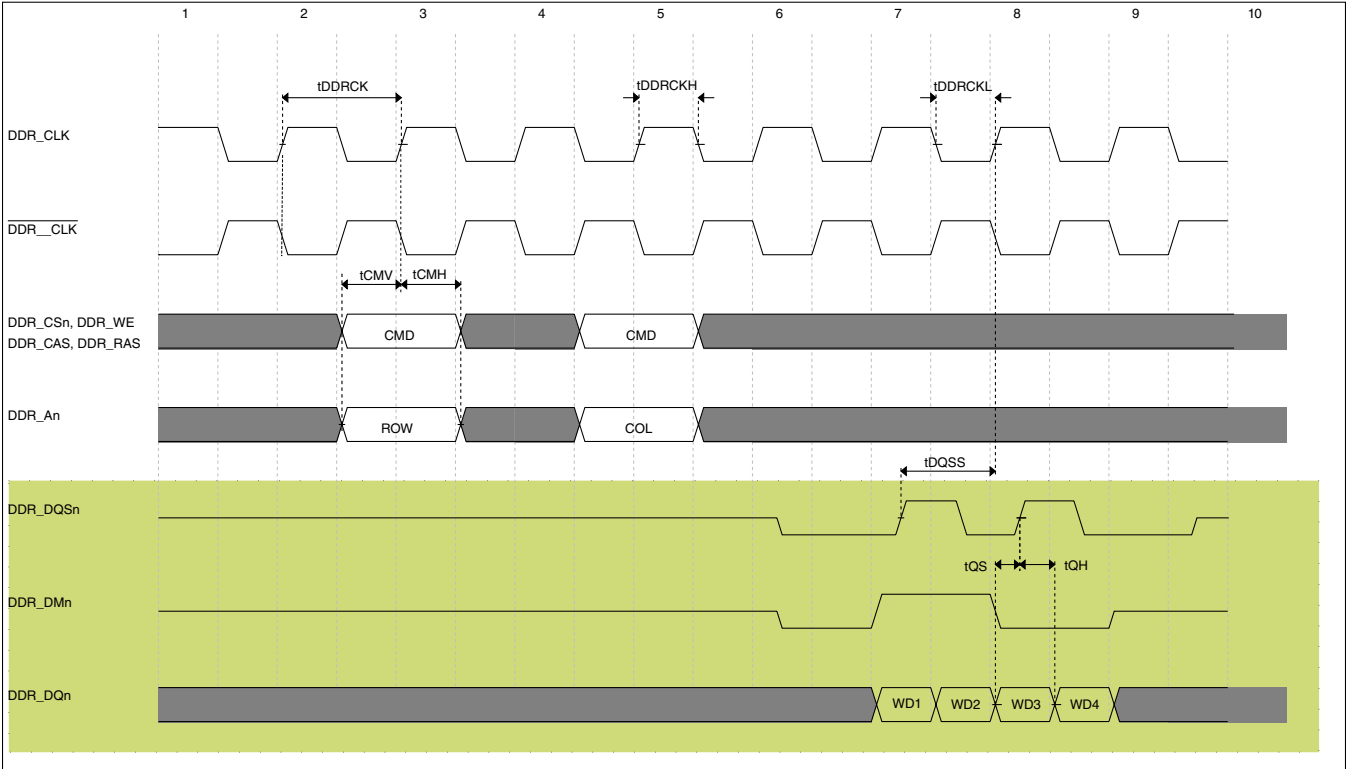 1 2 3 4 5 6 7 8 9 10
tDDRCK
tDDRCKH
tDDRCKL
DDR_CLK
DDR__CLK
tCMV
tCMH
DDR_CSn, DDR_WE
DDR_CAS, DDR_RAS
CMD
CMD
DDR_An
ROW
COL
tDQSS
DDR_DQSn
tQS
tQH
DDR_DMn
DDR_DQn
WD1
WD2
WD3
WD4